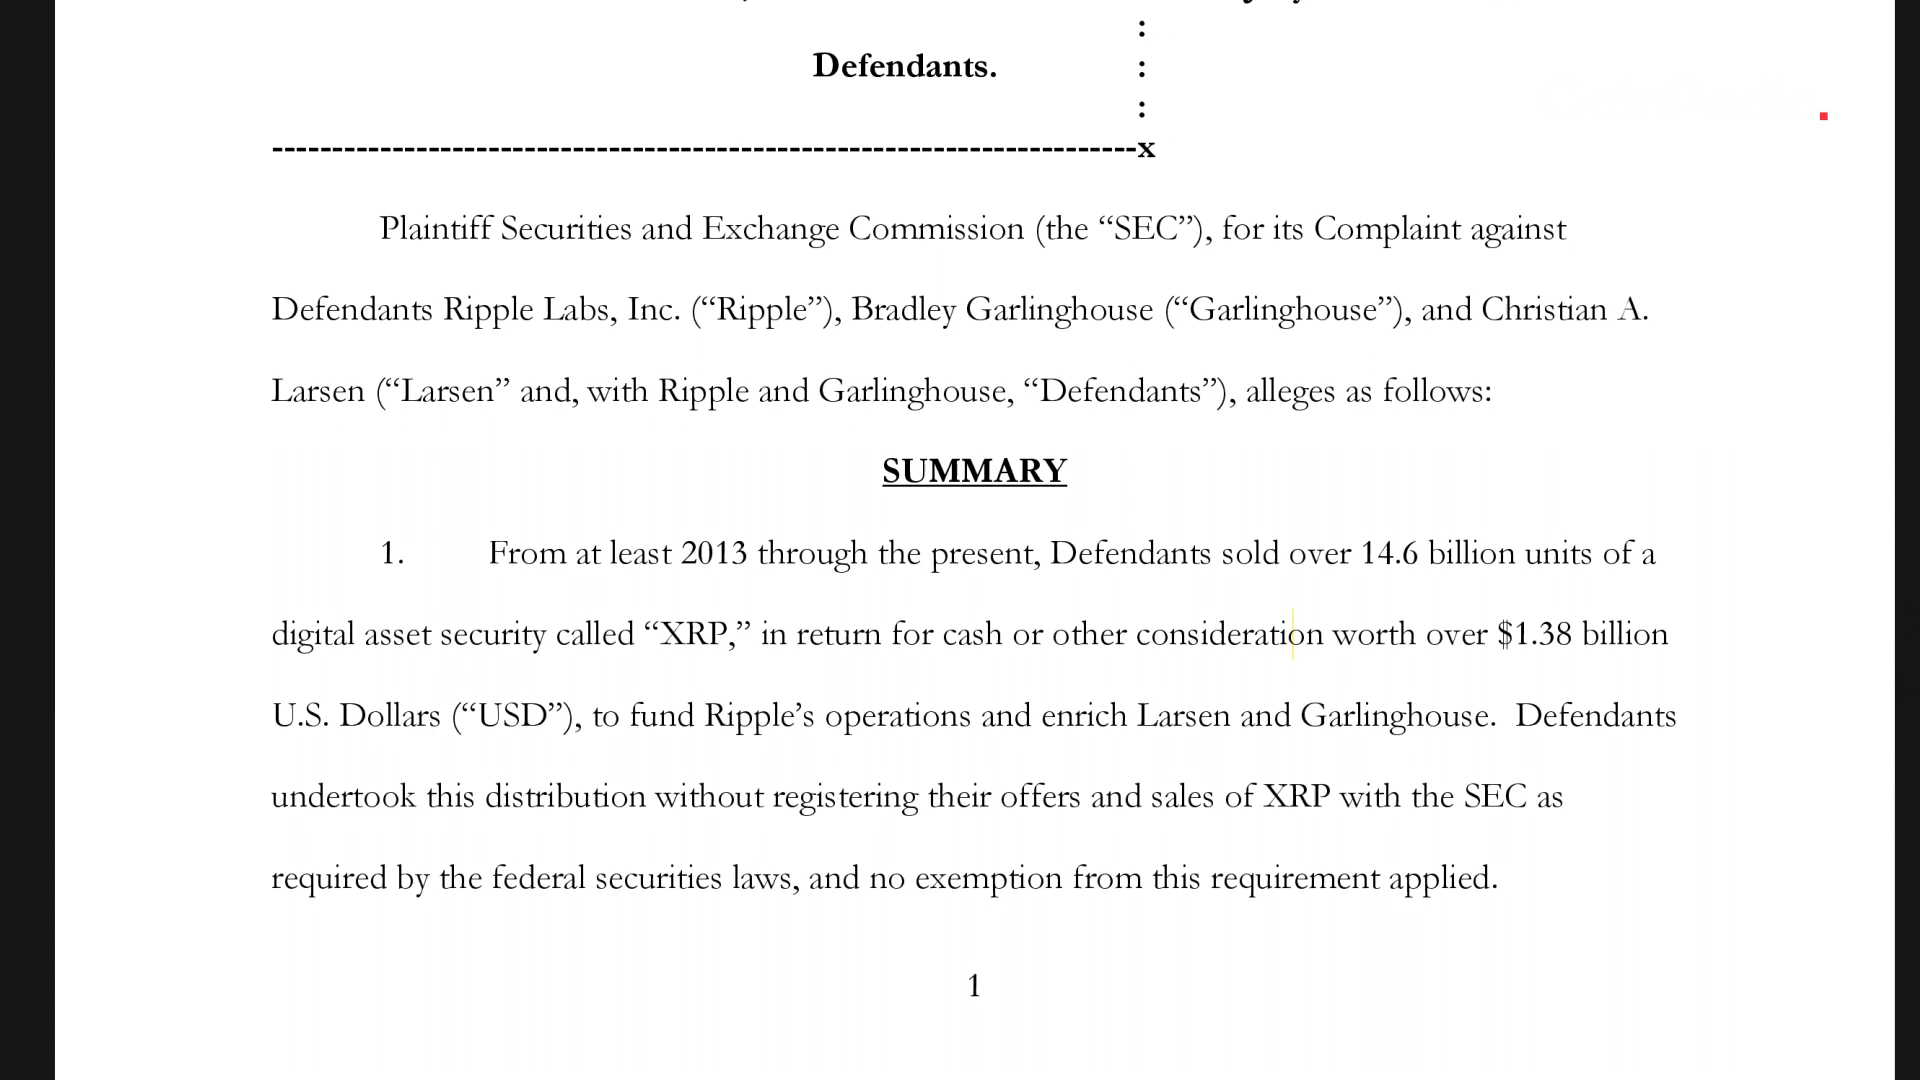 :
Defendants. :
:
------------------------------------------------------------------------x
Plaintiff Securities and Exchange Commission (the “SEC”), for its Complaint against
Defendants Ripple Labs, Inc. (“Ripple”), Bradley Garlinghouse (“Garlinghouse”), and Christian A.
Larsen (“Larsen” and, with Ripple and Garlinghouse, “Defendants”), alleges as follows:
SUMMARY
1. From at least 2013 through the present, Defendants sold over 14.6 billion units of a
digital asset security called “XRP,” in return for cash or other consideration worth over $1.38 billion
U.S. Dollars (“USD”), to fund Ripple’s operations and enrich Larsen and Garlinghouse.  Defendants
undertook this distribution without registering their offers and sales of XRP with the SEC as
required by the federal securities laws, and no exemption from this requirement applied.
1